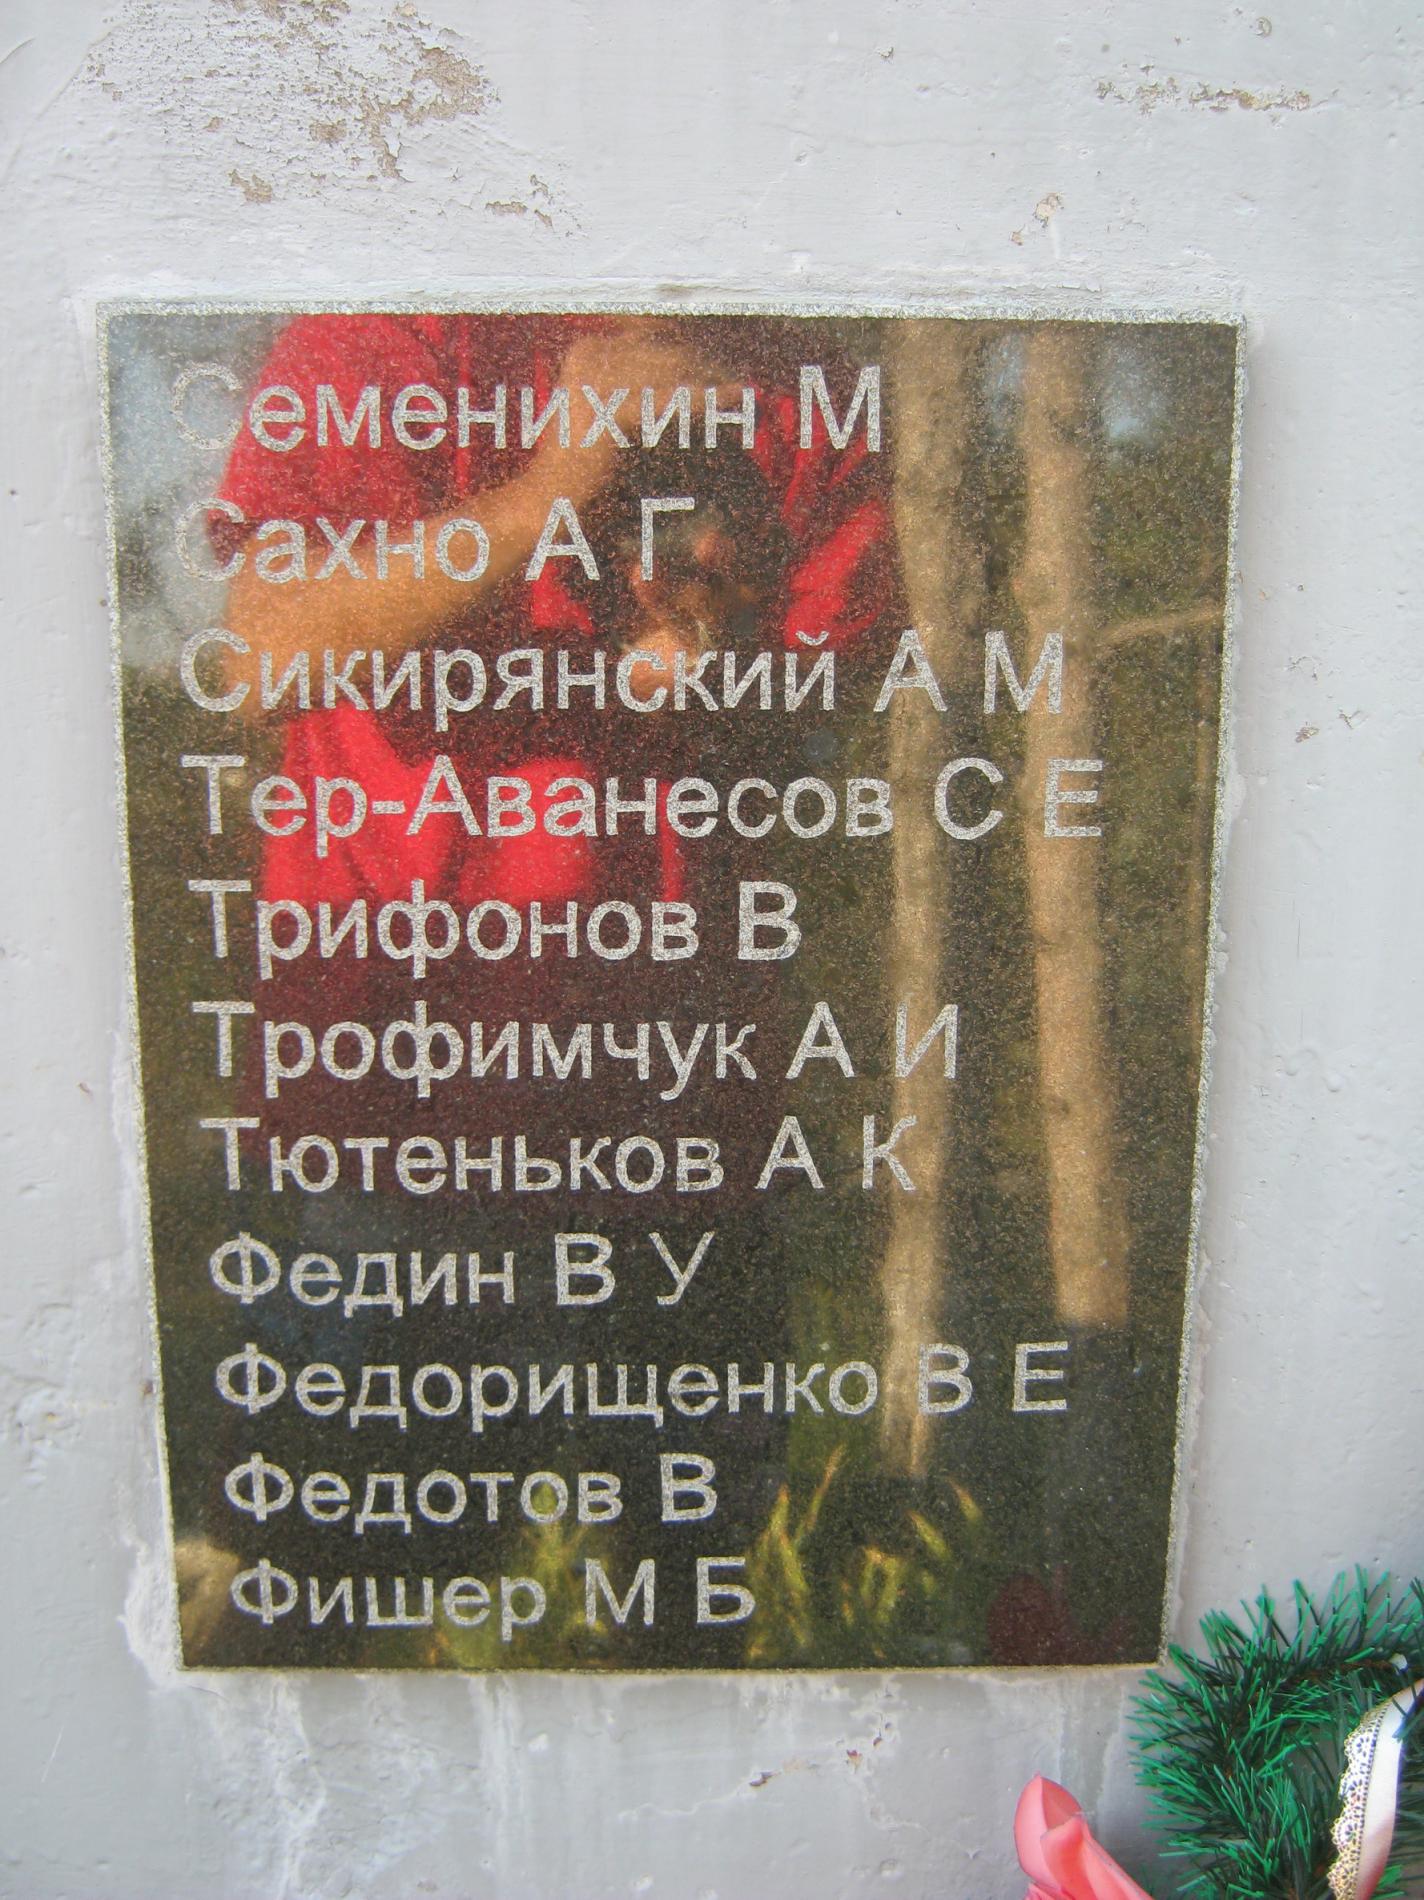 Семенихин М
Сахно А Г
Сикирянский А М
Тер-Аванесов С Е
Трифонов В
Трофимчук А И
Тютеньков А К
Федин В У
Федорищенко В Е
Федотов В
Фишер М Б